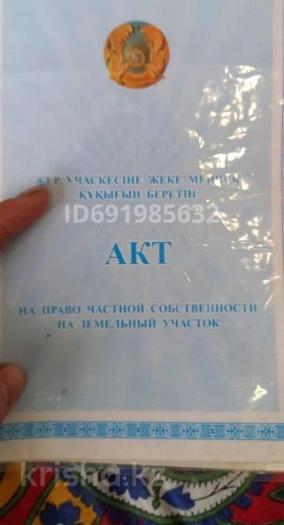 ЖЕР УЧАСКЕСІНЕ ЖЕКЕ МЕНШІК
ҚҰҚЫҒЫН БЕРЕТІН
ID691985632
АКТ
НА ПРАВО ЧАСТНОЙ СОБСТВЕННОСТИ
НА ЗЕМЕЛЬНЫЙ УЧАСТОК
krisha.kz